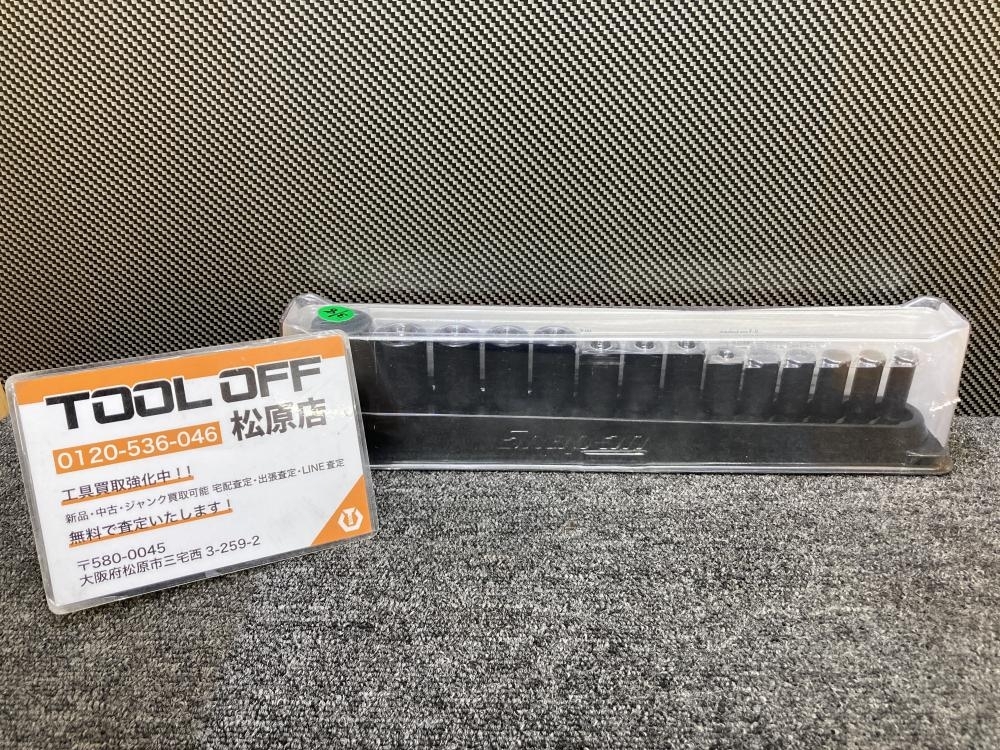 TOOL OFF
0120-536-046 松原店
工具買取強化中！！
新品・中古・ジャンク買取可能 宅配査定・出張査定・LINE査定
無料で査定いたします！
〒580-0045
大阪府松原市三宅西 3-259-2
Snap-on